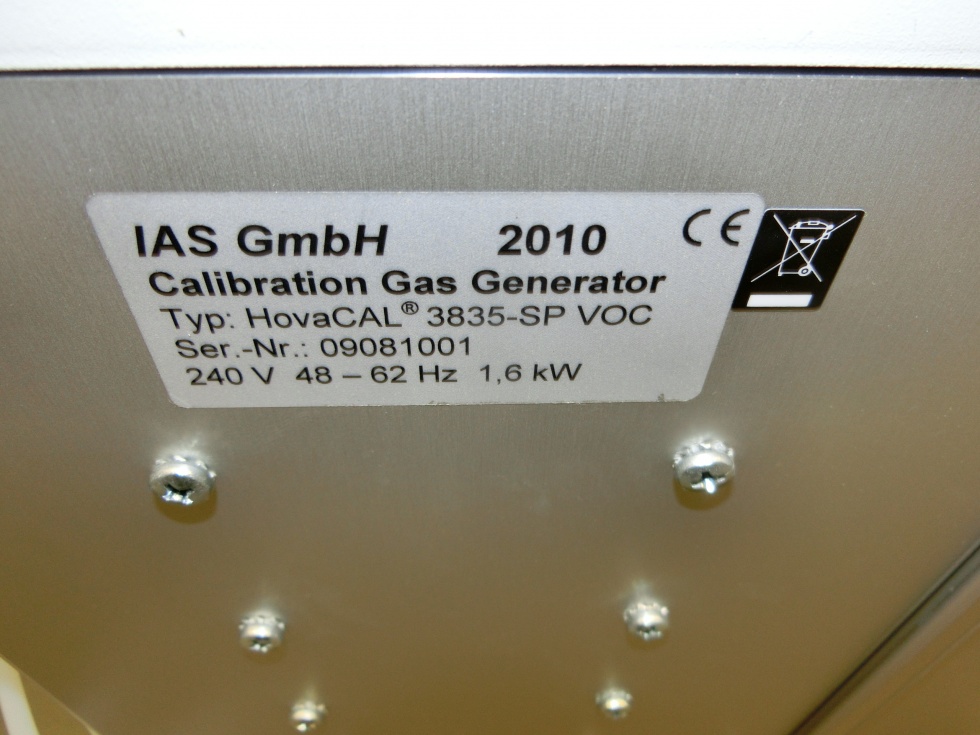 IAS GmbH 2010 CE
Calibration Gas Generator
Typ: HovaCAL® 3835-SP VOC
Ser.-Nr.: 09081001
240 V 48 – 62 Hz 1,6 kW